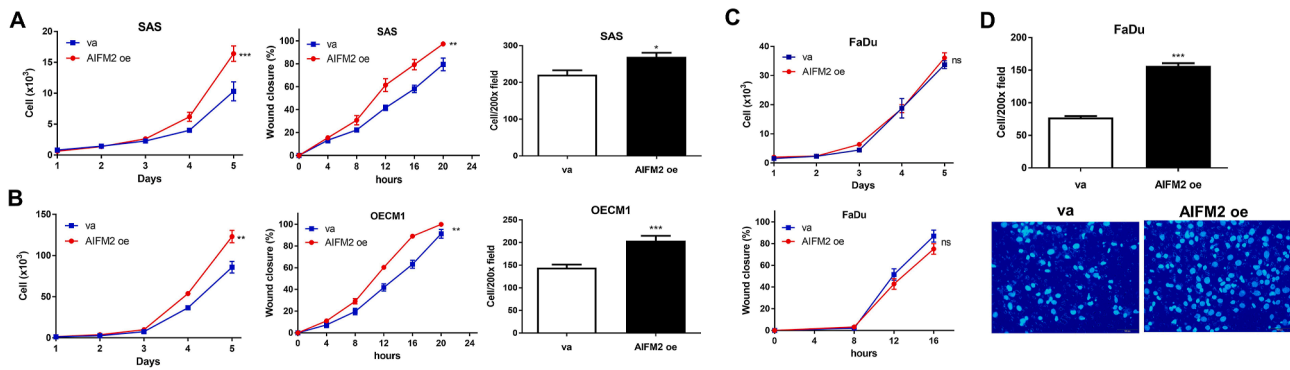 A
SAS
va
AIFM2 oe
Cell (x10³)
15
10
5
0
1 2 3 4 5
Days
***
SAS
va
AIFM2 oe
Wound closure (%)
100
80
60
40
20
0
0 4 8 12 16 20 24
hours
**
SAS
Cell/200x field
300
200
100
0
va AIFM2 oe
*
B
va
AIFM2 oe
Cell (x10³)
150
100
50
0
1 2 3 4 5
Days
**
OECM1
va
AIFM2 oe
Wound closure (%)
100
80
60
40
20
0
0 4 8 12 16 20 24
hours
**
OECM1
Cell/200x field
250
200
150
100
50
0
va AIFM2 oe
***
C
FaDu
va
AIFM2 oe
Cell (x10³)
40
30
20
10
0
1 2 3 4 5
Days
ns
FaDu
va
AIFM2 oe
Wound closure (%)
100
80
60
40
20
0
0 4 8 12 16
hours
ns
D
FaDu
Cell/200x field
200
150
100
50
0
va AIFM2 oe
***
va AIFM2 oe